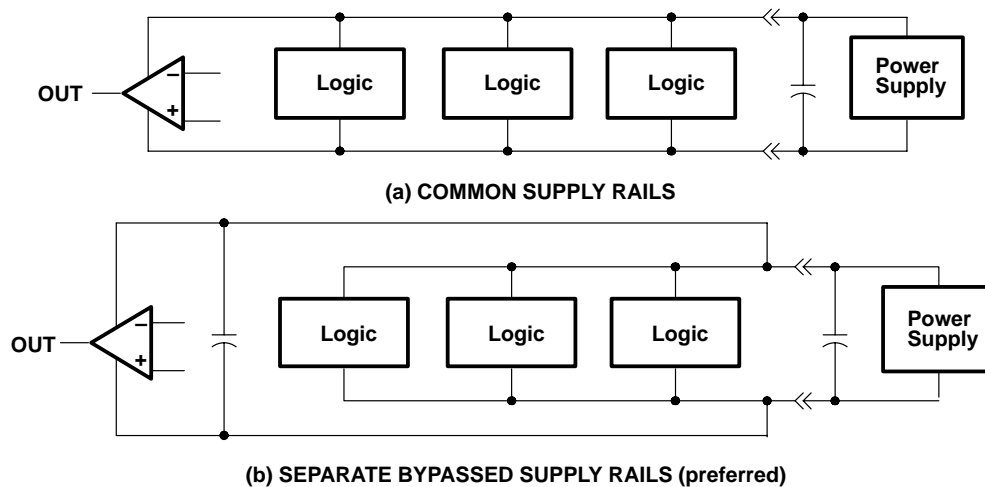 OUT
−
+
Logic
Logic
Logic
Power
Supply
(a) COMMON SUPPLY RAILS
OUT
−
+
Logic
Logic
Logic
Power
Supply
(b) SEPARATE BYPASSED SUPPLY RAILS (preferred)